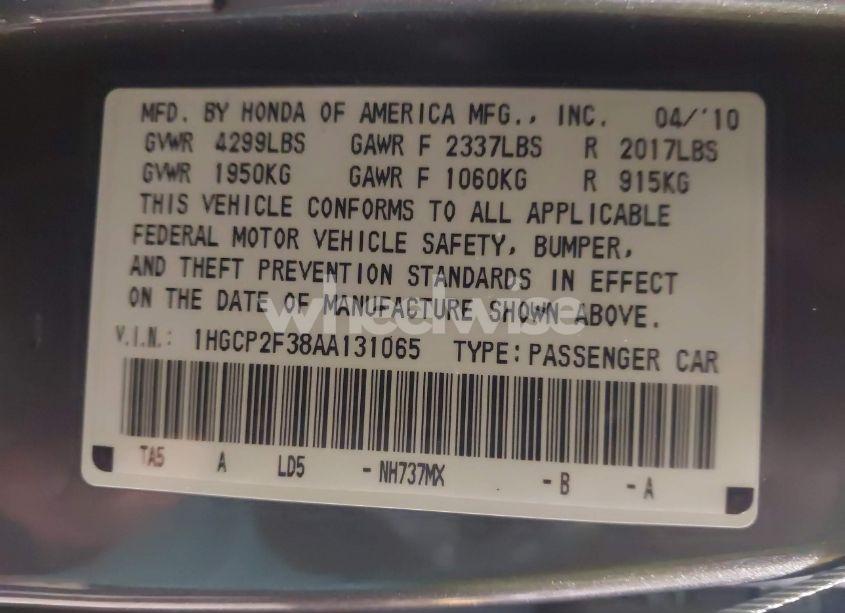 MFD. BY HONDA OF AMERICA MFG., INC. 04/'10
GVWR 4299LBS GAWR F 2337LBS R 2017LBS
GVWR 1950KG GAWR F 1060KG R 915KG
THIS VEHICLE CONFORMS TO ALL APPLICABLE
FEDERAL MOTOR VEHICLE SAFETY, BUMPER,
AND THEFT PREVENTION STANDARDS IN EFFECT
ON THE DATE OF MANUFACTURE SHOWN ABOVE.
wheelwise
V.I.N.: 1HGCP2F38AA131065 TYPE: PASSENGER CAR
TA5 A LD5 - NH737MX - B - A